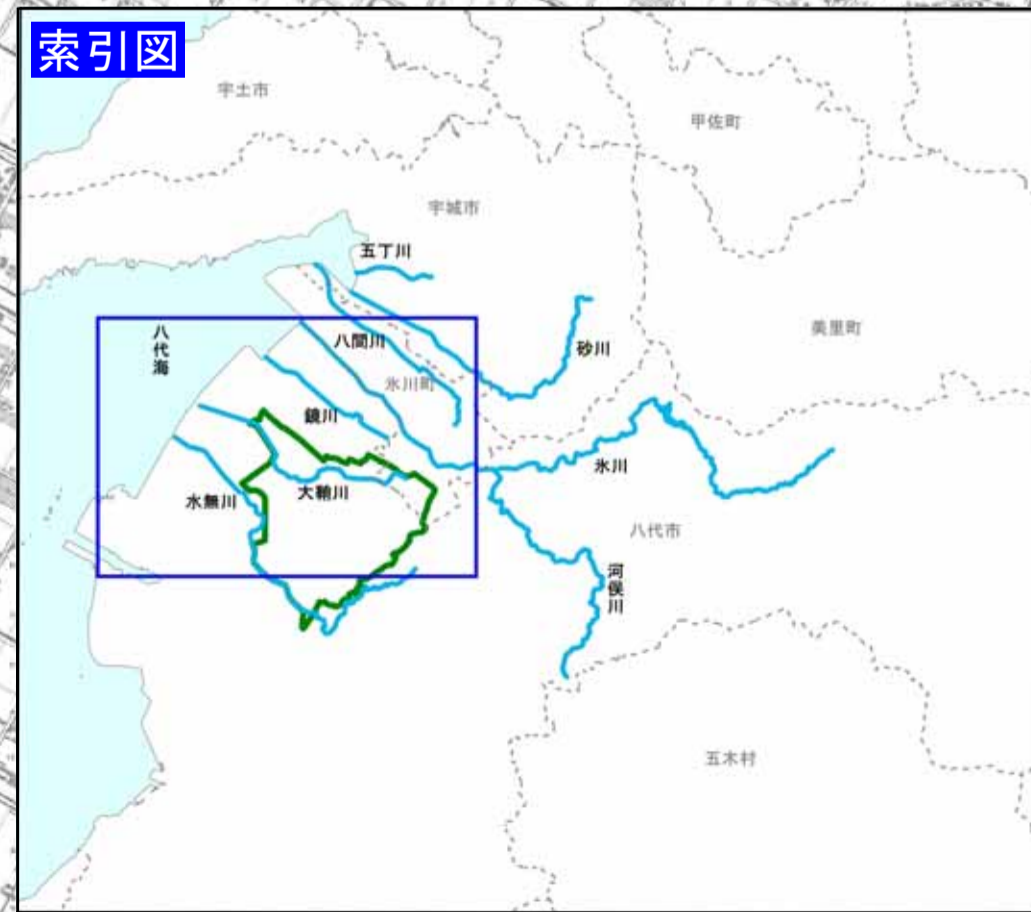 索引図
宇土市
甲佐町
宇城市
五丁川
美里町
八代海
八間川
砂川
氷川町
鏡川
氷川
大鞘川
水無川
八代市
河俣川
五木村